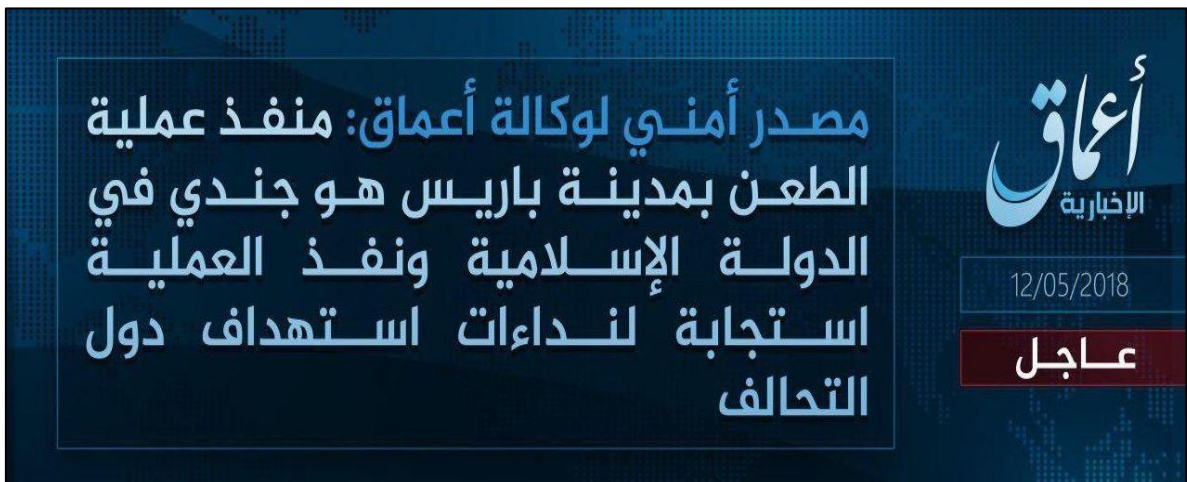 مصدر أمني لوكالة أعماق: منفذ عملية
الطعن بمدينة باريس هو جندي في
الدولة الإسلامية ونفذ العملية
استجابة لنداءات استهداف دول
التحالف
أعماق
الإخبارية
12/05/2018
عاجل